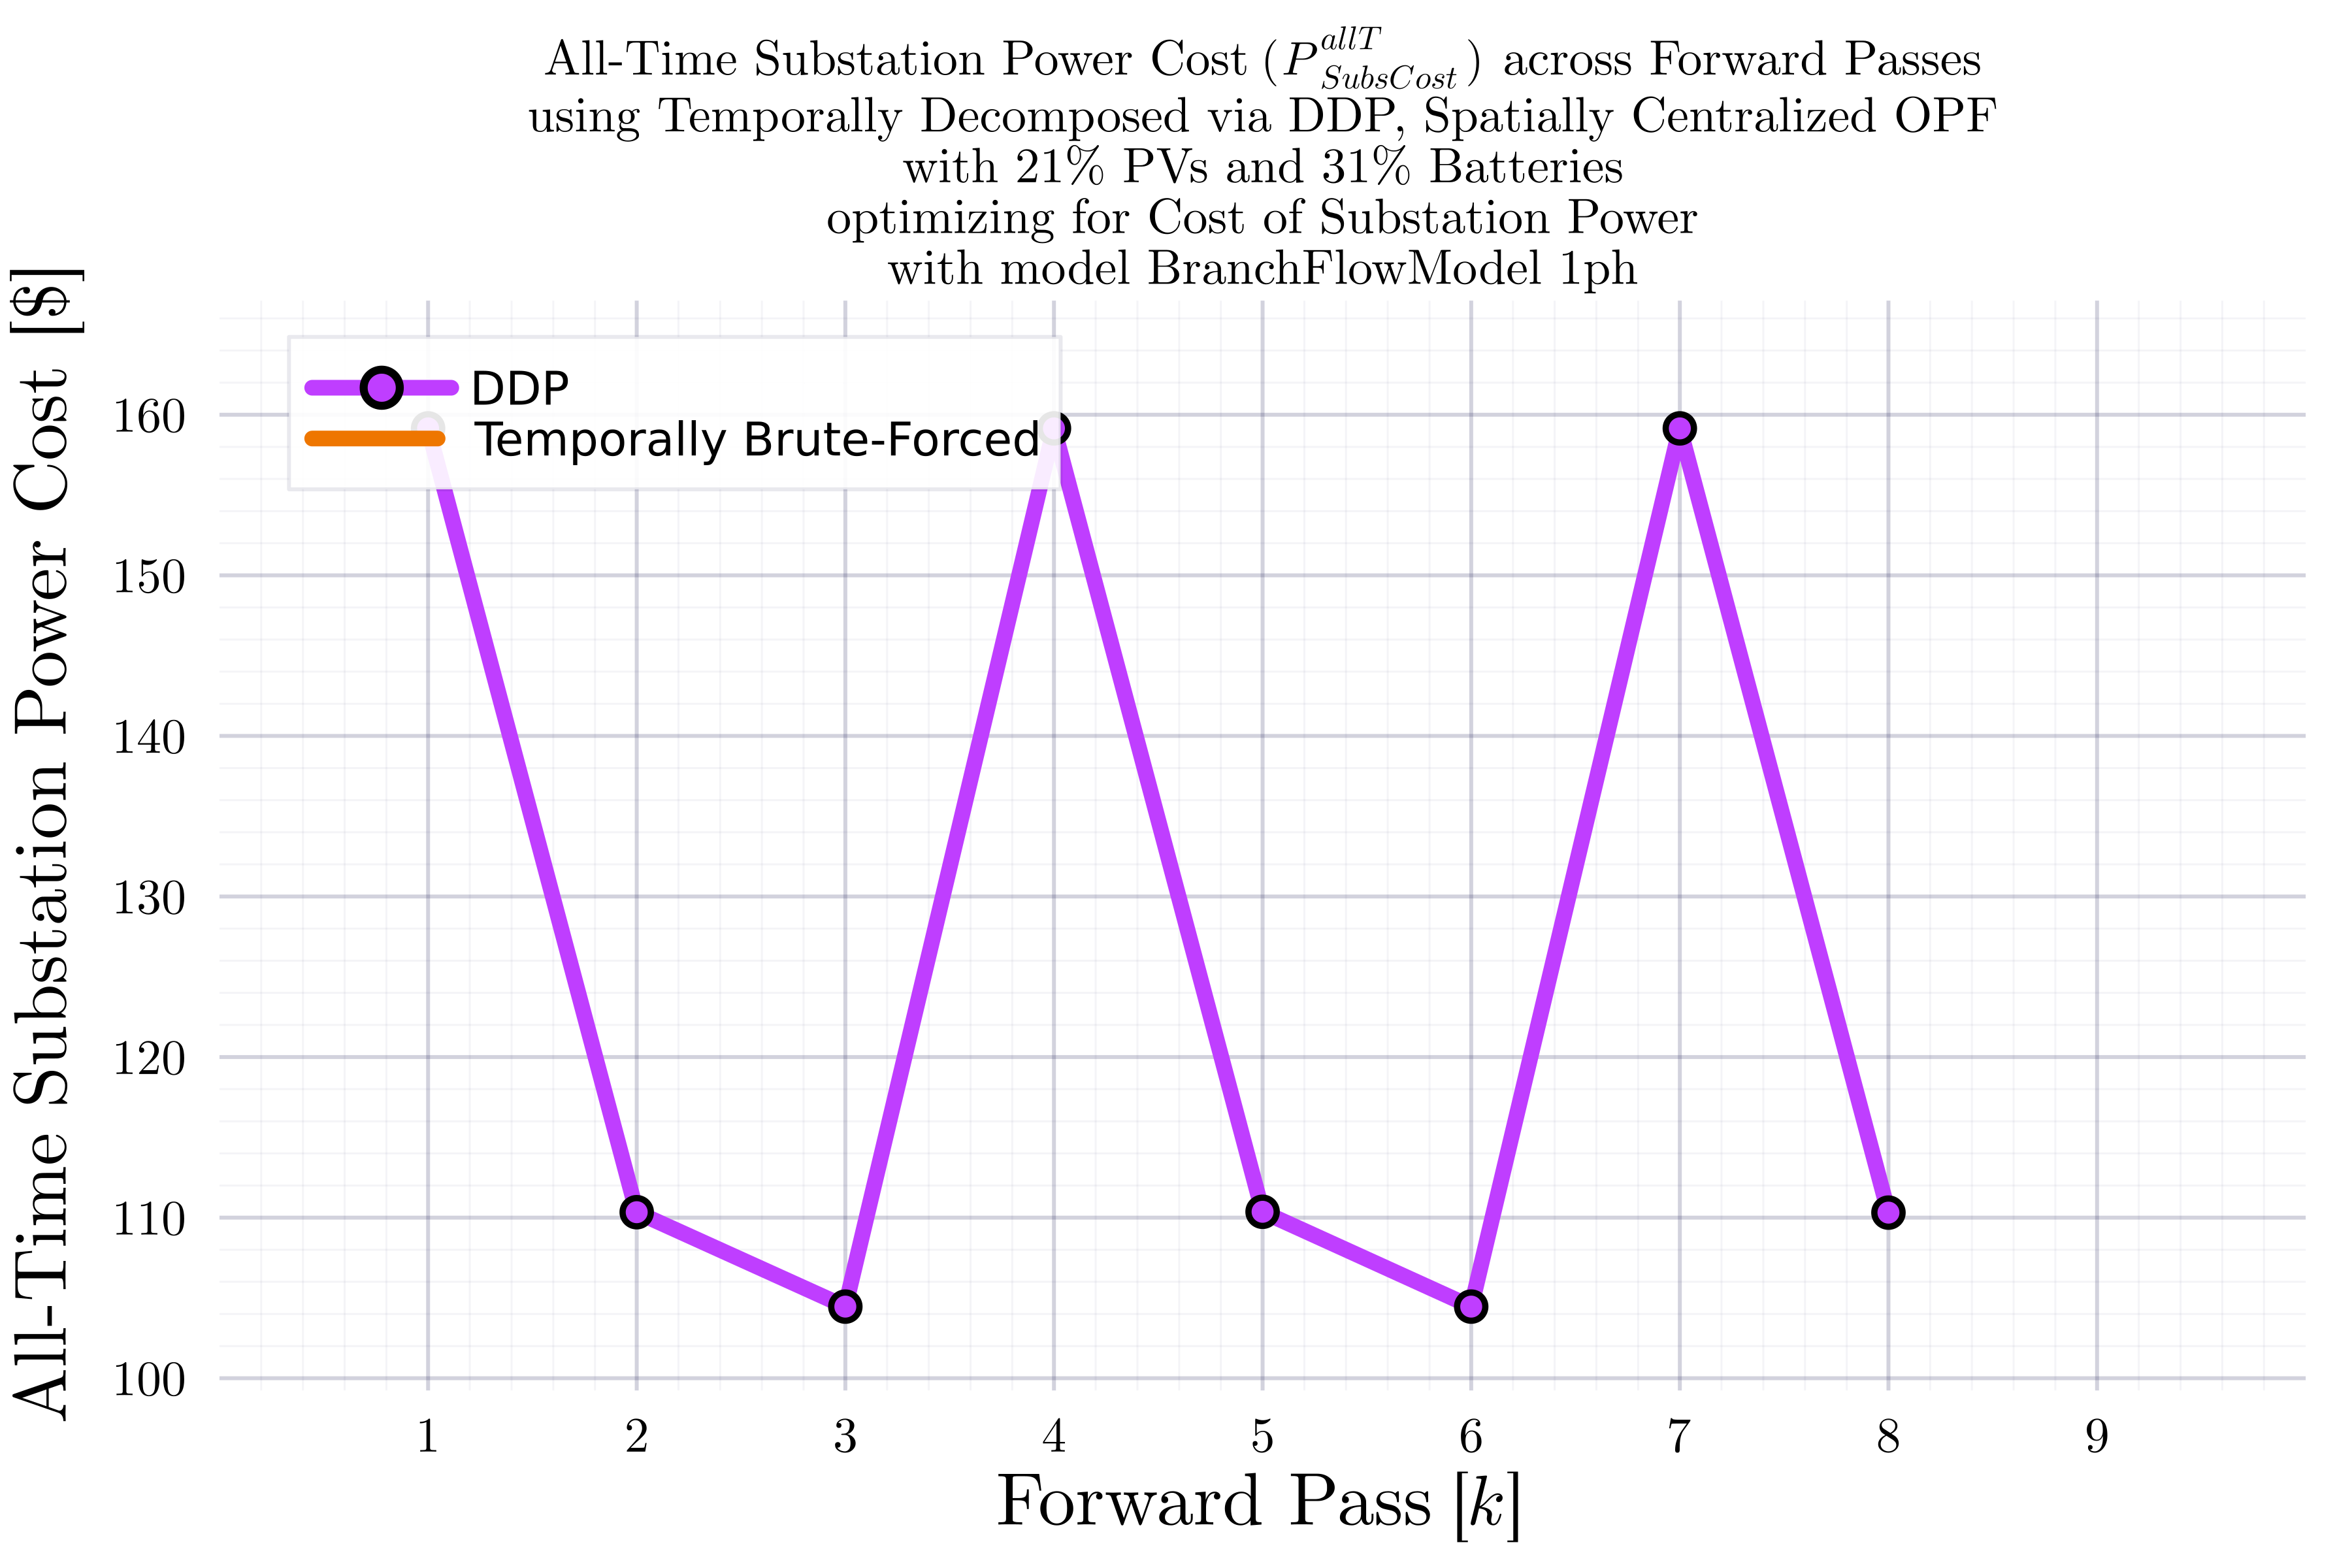 All-Time Substation Power Cost (P^{allT}_{SubsCost}) across Forward Passes
using Temporally Decomposed via DDP, Spatially Centralized OPF
with 21% PVs and 31% Batteries
optimizing for Cost of Substation Power
with model BranchFlowModel 1ph
All-Time Substation Power Cost [$]
DDP
Temporally Brute-Forced
160
150
140
130
120
110
100
1 2 3 4 5 6 7 8 9
Forward Pass [k]